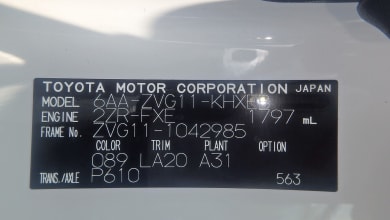 TOYOTA MOTOR CORPORATION JAPAN
MODEL 6AA-ZVG11-KHX
ENGINE 2ZR-FXE 1797 mL
FRAME No. ZVG11-1042985
COLOR TRIM PLANT OPTION
089 LA20 A31
TRANS./AXLE P610 563